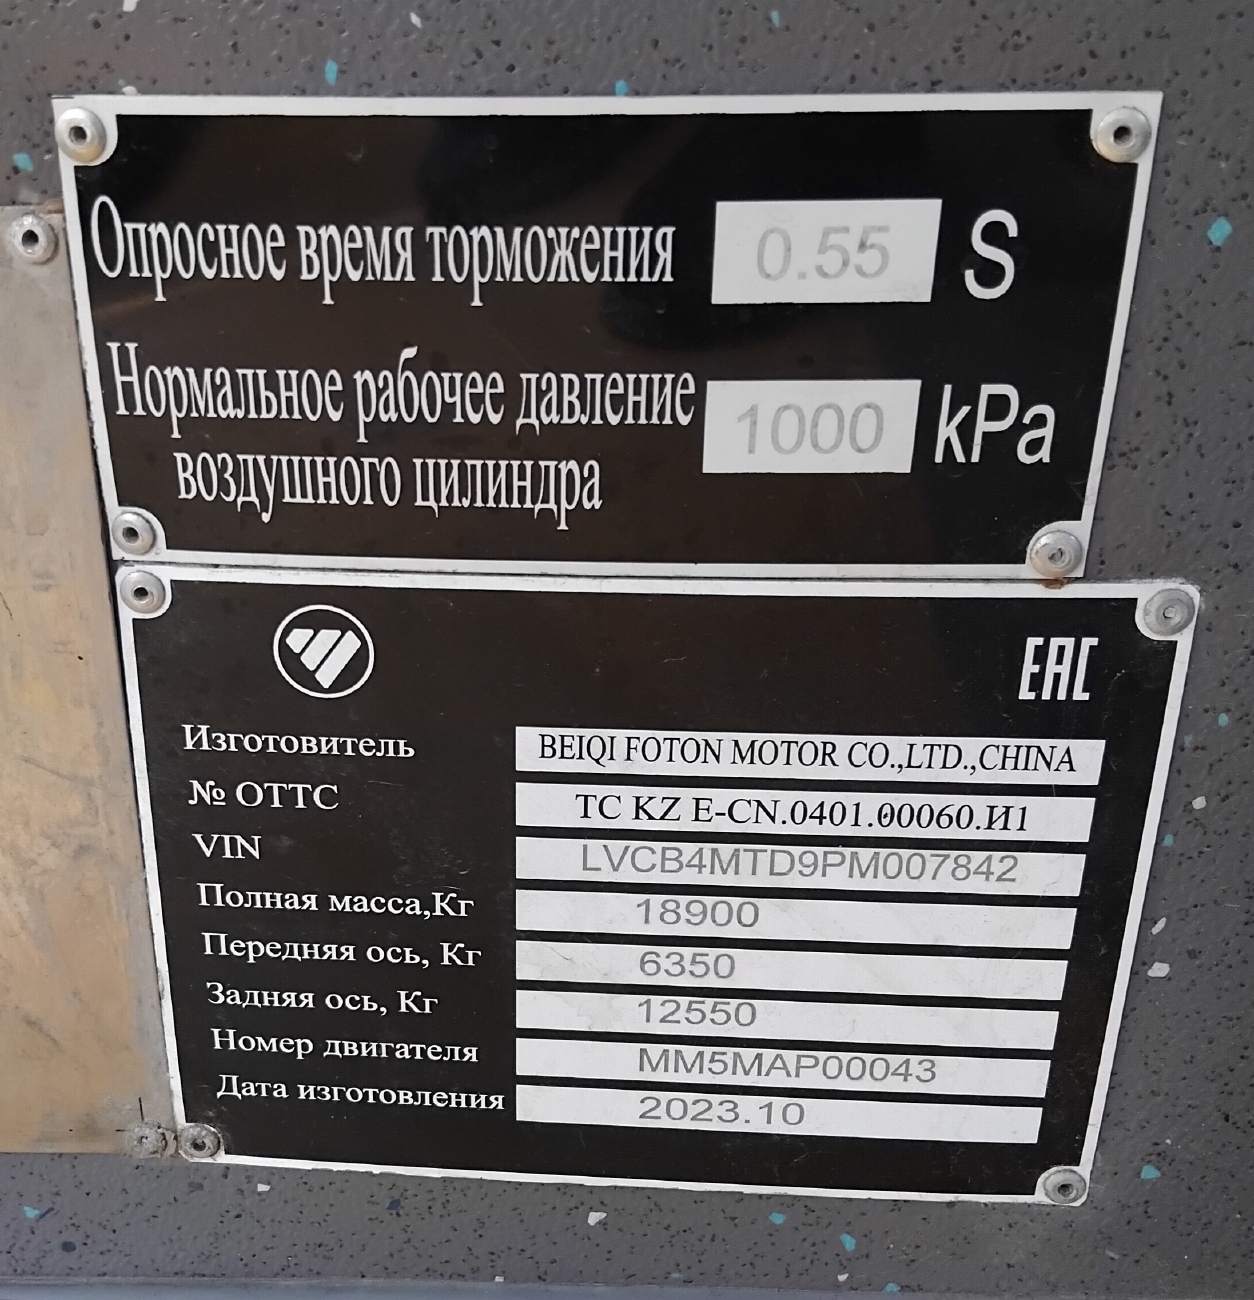 Опросное время торможения 0.55 S
Нормальное рабочее давление 1000 kPa
воздушного цилиндра
EAC
Изготовитель BEIQI FOTON MOTOR CO.,LTD.,CHINA
№ ОТТС ТС KZ E-CN.0401.00060.И1
VIN LVCB4MTD9PM007842
Полная масса,Кг 18900
Передняя ось, Кг 6350
Задняя ось, Кг 12550
Номер двигателя MM5MAP00043
Дата изготовления 2023.10